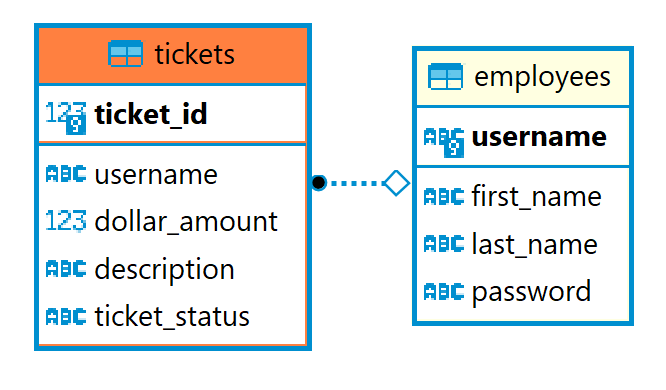 tickets
123 ticket_id
ABC username
123 dollar_amount
ABC description
ABC ticket_status
employees
ABC username
ABC first_name
ABC last_name
ABC password